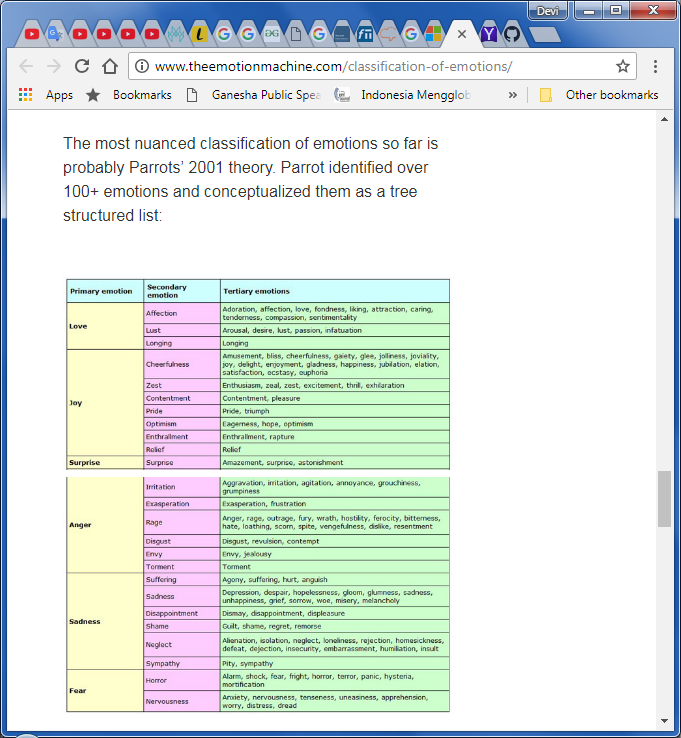 Devi
www.theemotionmachine.com/classification-of-emotions/
Apps Bookmarks Ganesha Public Spea Indonesia Mengglob » Other bookmarks
The most nuanced classification of emotions so far is
probably Parrots’ 2001 theory. Parrot identified over
100+ emotions and conceptualized them as a tree
structured list:
Primary emotion
Secondary
emotion
Tertiary emotions
Love
Affection
Adoration, affection, love, fondness, liking, attraction, caring,
tenderness, compassion, sentimentality
Lust
Arousal, desire, lust, passion, infatuation
Longing
Longing
Joy
Cheerfulness
Amusement, bliss, cheerfulness, gaiety, glee, jolliness, joviality,
joy, delight, enjoyment, gladness, happiness, jubilation, elation,
satisfaction, ecstasy, euphoria
Zest
Enthusiasm, zeal, zest, excitement, thrill, exhilaration
Contentment
Contentment, pleasure
Pride
Pride, triumph
Optimism
Eagerness, hope, optimism
Enthrallment
Enthrallment, rapture
Relief
Relief
Surprise
Surprise
Amazement, surprise, astonishment
Anger
Irritation
Aggravation, irritation, agitation, annoyance, grouchiness,
grumpiness
Exasperation
Exasperation, frustration
Rage
Anger, rage, outrage, fury, wrath, hostility, ferocity, bitterness,
hate, loathing, scorn, spite, vengefulness, dislike, resentment
Disgust
Disgust, revulsion, contempt
Envy
Envy, jealousy
Torment
Torment
Sadness
Suffering
Agony, suffering, hurt, anguish
Sadness
Depression, despair, hopelessness, gloom, glumness, sadness,
unhappiness, grief, sorrow, woe, misery, melancholy
Disappointment
Dismay, disappointment, displeasure
Shame
Guilt, shame, regret, remorse
Neglect
Alienation, isolation, neglect, loneliness, rejection, homesickness,
defeat, dejection, insecurity, embarrassment, humiliation, insult
Sympathy
Pity, sympathy
Fear
Horror
Alarm, shock, fear, fright, horror, terror, panic, hysteria,
mortification
Nervousness
Anxiety, nervousness, tenseness, uneasiness, apprehension,
worry, distress, dread